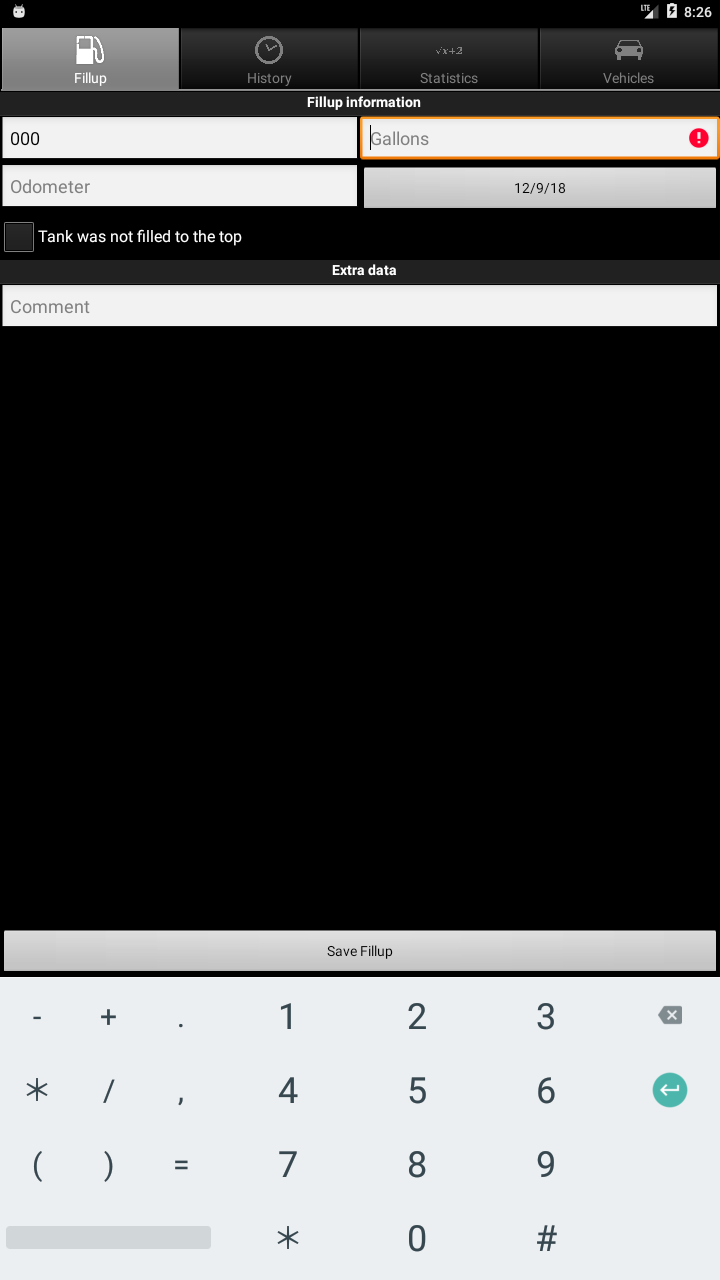 LTE 8:26
Fillup History √x+2 Statistics Vehicles
Fillup information
000 Gallons
Odometer 12/9/18
Tank was not filled to the top
Extra data
Comment
Save Fillup
- + . 1 2 3
* / , 4 5 6
( ) = 7 8 9
* 0 #